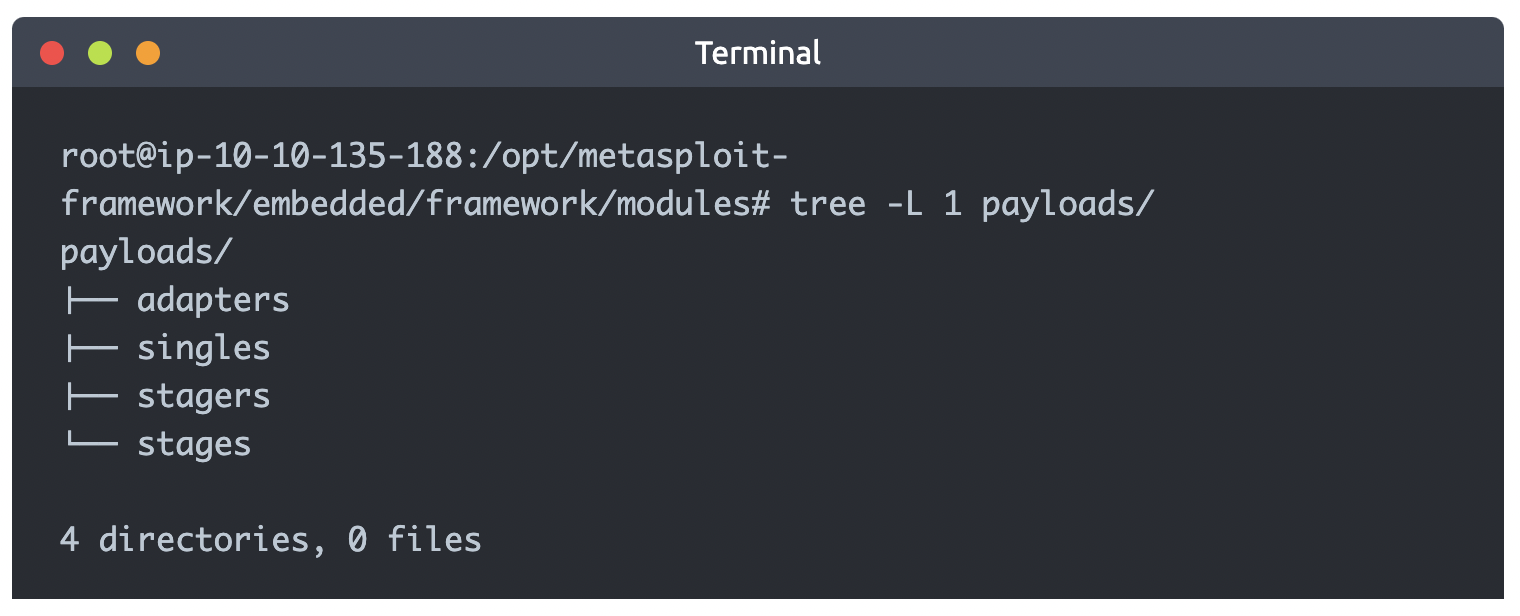 Terminal
root@ip-10-10-135-188:/opt/metasploit-
framework/embedded/framework/modules# tree -L 1 payloads/
payloads/
├── adapters
├── singles
├── stagers
└── stages
4 directories, 0 files